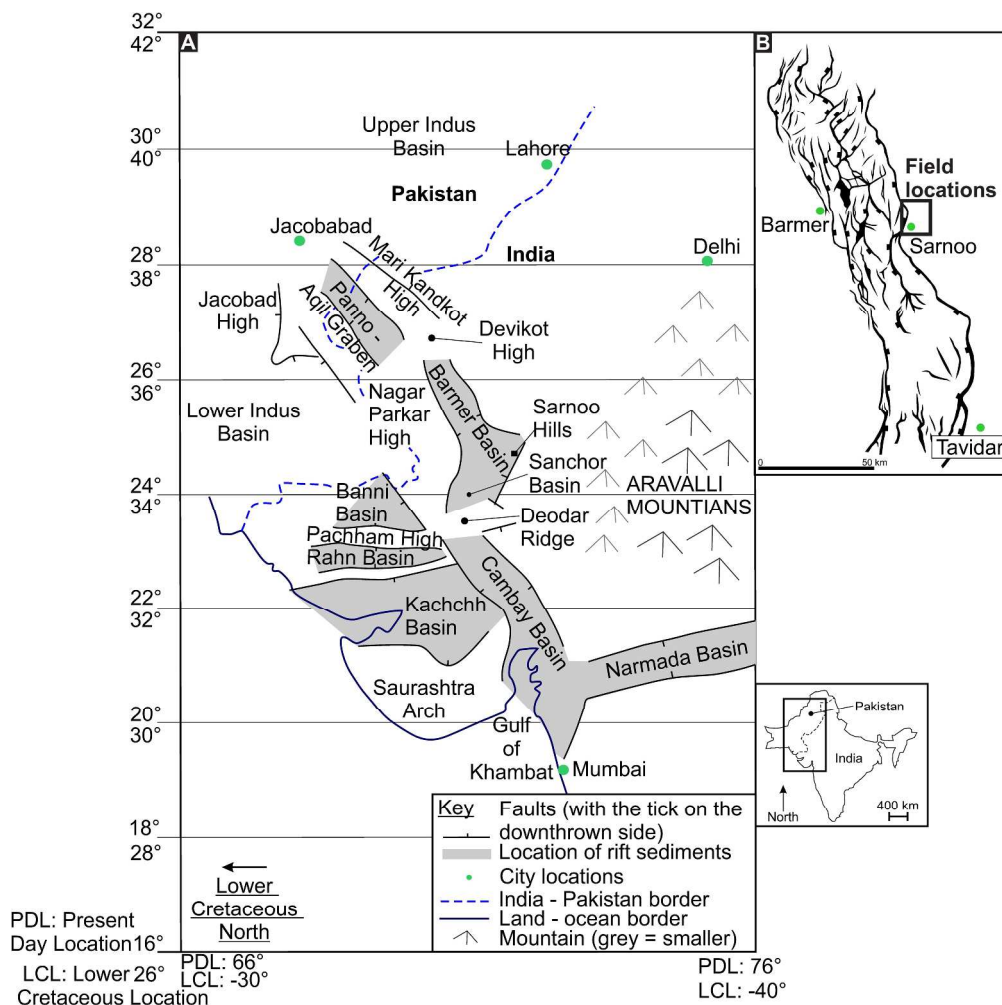 32°
42°
A
B
Upper Indus
Basin
30°
40°
Lahore
Pakistan
Field
locations
Barmer
Sarnoo
Jacobabad
India
Delhi
28°
38°
Mari Kandkot
High
Jacobad
High
Panno -
Aqil Graben
Devikot
High
26°
36°
Nagar
Parkar
High
Barmer Basin
Lower Indus
Basin
Sarnoo
Hills
Tavidar
0
50 km
Sanchor
Basin
ARAVALLI
MOUNTIANS
24°
34°
Banni
Basin
Deodar
Ridge
Pachham High
Rahn Basin
Cambay Basin
22°
32°
Kachchh
Basin
Narmada Basin
Saurashtra
Arch
20°
30°
Gulf
of
Khambat
Mumbai
Pakistan
India
North
400 km
18°
28°
Key
Faults (with the tick on the
downthrown side)
Location of rift sediments
City locations
India - Pakistan border
Land - ocean border
Mountain (grey = smaller)
Lower
Cretaceous
North
PDL: Present
Day Location 16°
LCL: Lower 26°
Cretaceous Location
PDL: 66°
LCL: -30°
PDL: 76°
LCL: -40°